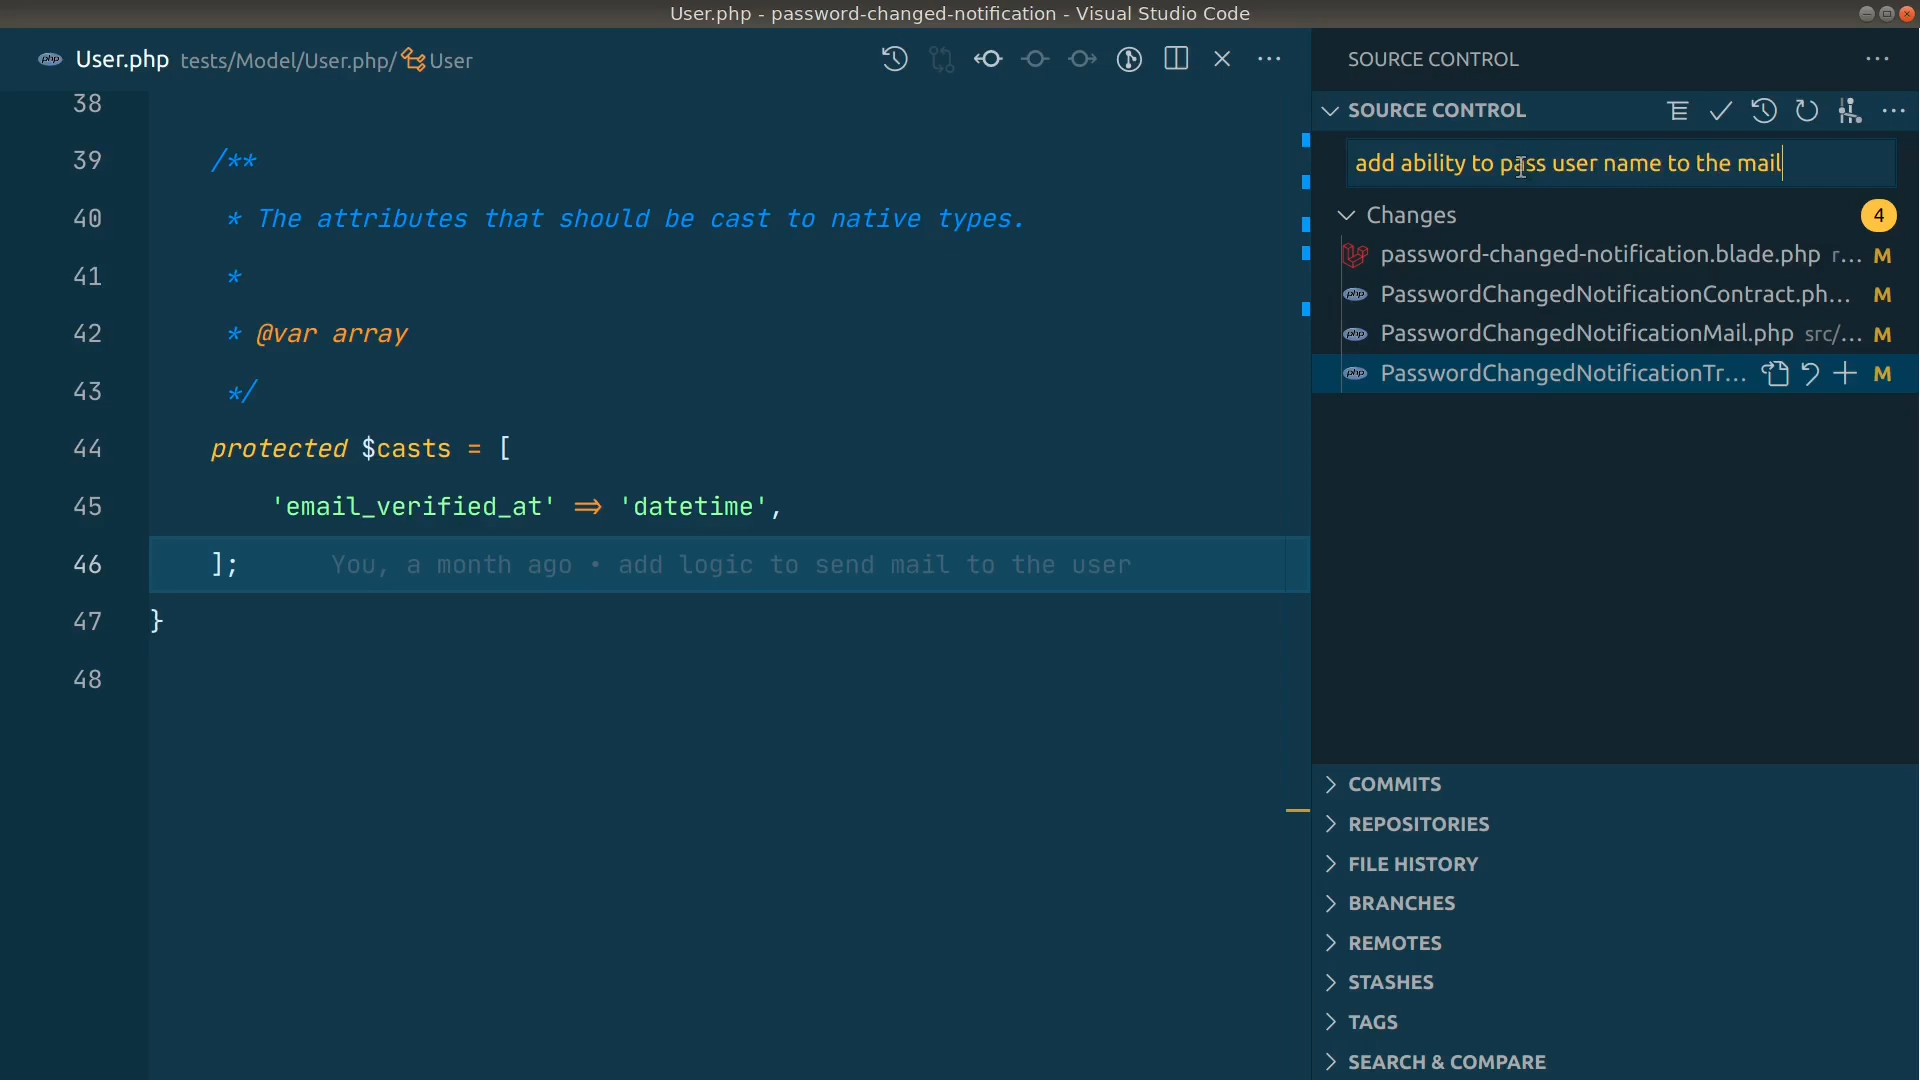 User.php - password-changed-notification - Visual Studio Code
php User.php tests/Model/User.php/ User
38
39 /**
40 * The attributes that should be cast to native types.
41 *
42 * @var array
43 */
44 protected $casts = [
45 'email_verified_at' => 'datetime',
46 ]; You, a month ago • add logic to send mail to the user
47 }
48
SOURCE CONTROL
SOURCE CONTROL
add ability to pass user name to the mail
Changes 4
password-changed-notification.blade.php r... M
php PasswordChangedNotificationContract.ph... M
php PasswordChangedNotificationMail.php src/... M
php PasswordChangedNotificationTr... M
COMMITS
REPOSITORIES
FILE HISTORY
BRANCHES
REMOTES
STASHES
TAGS
SEARCH & COMPARE